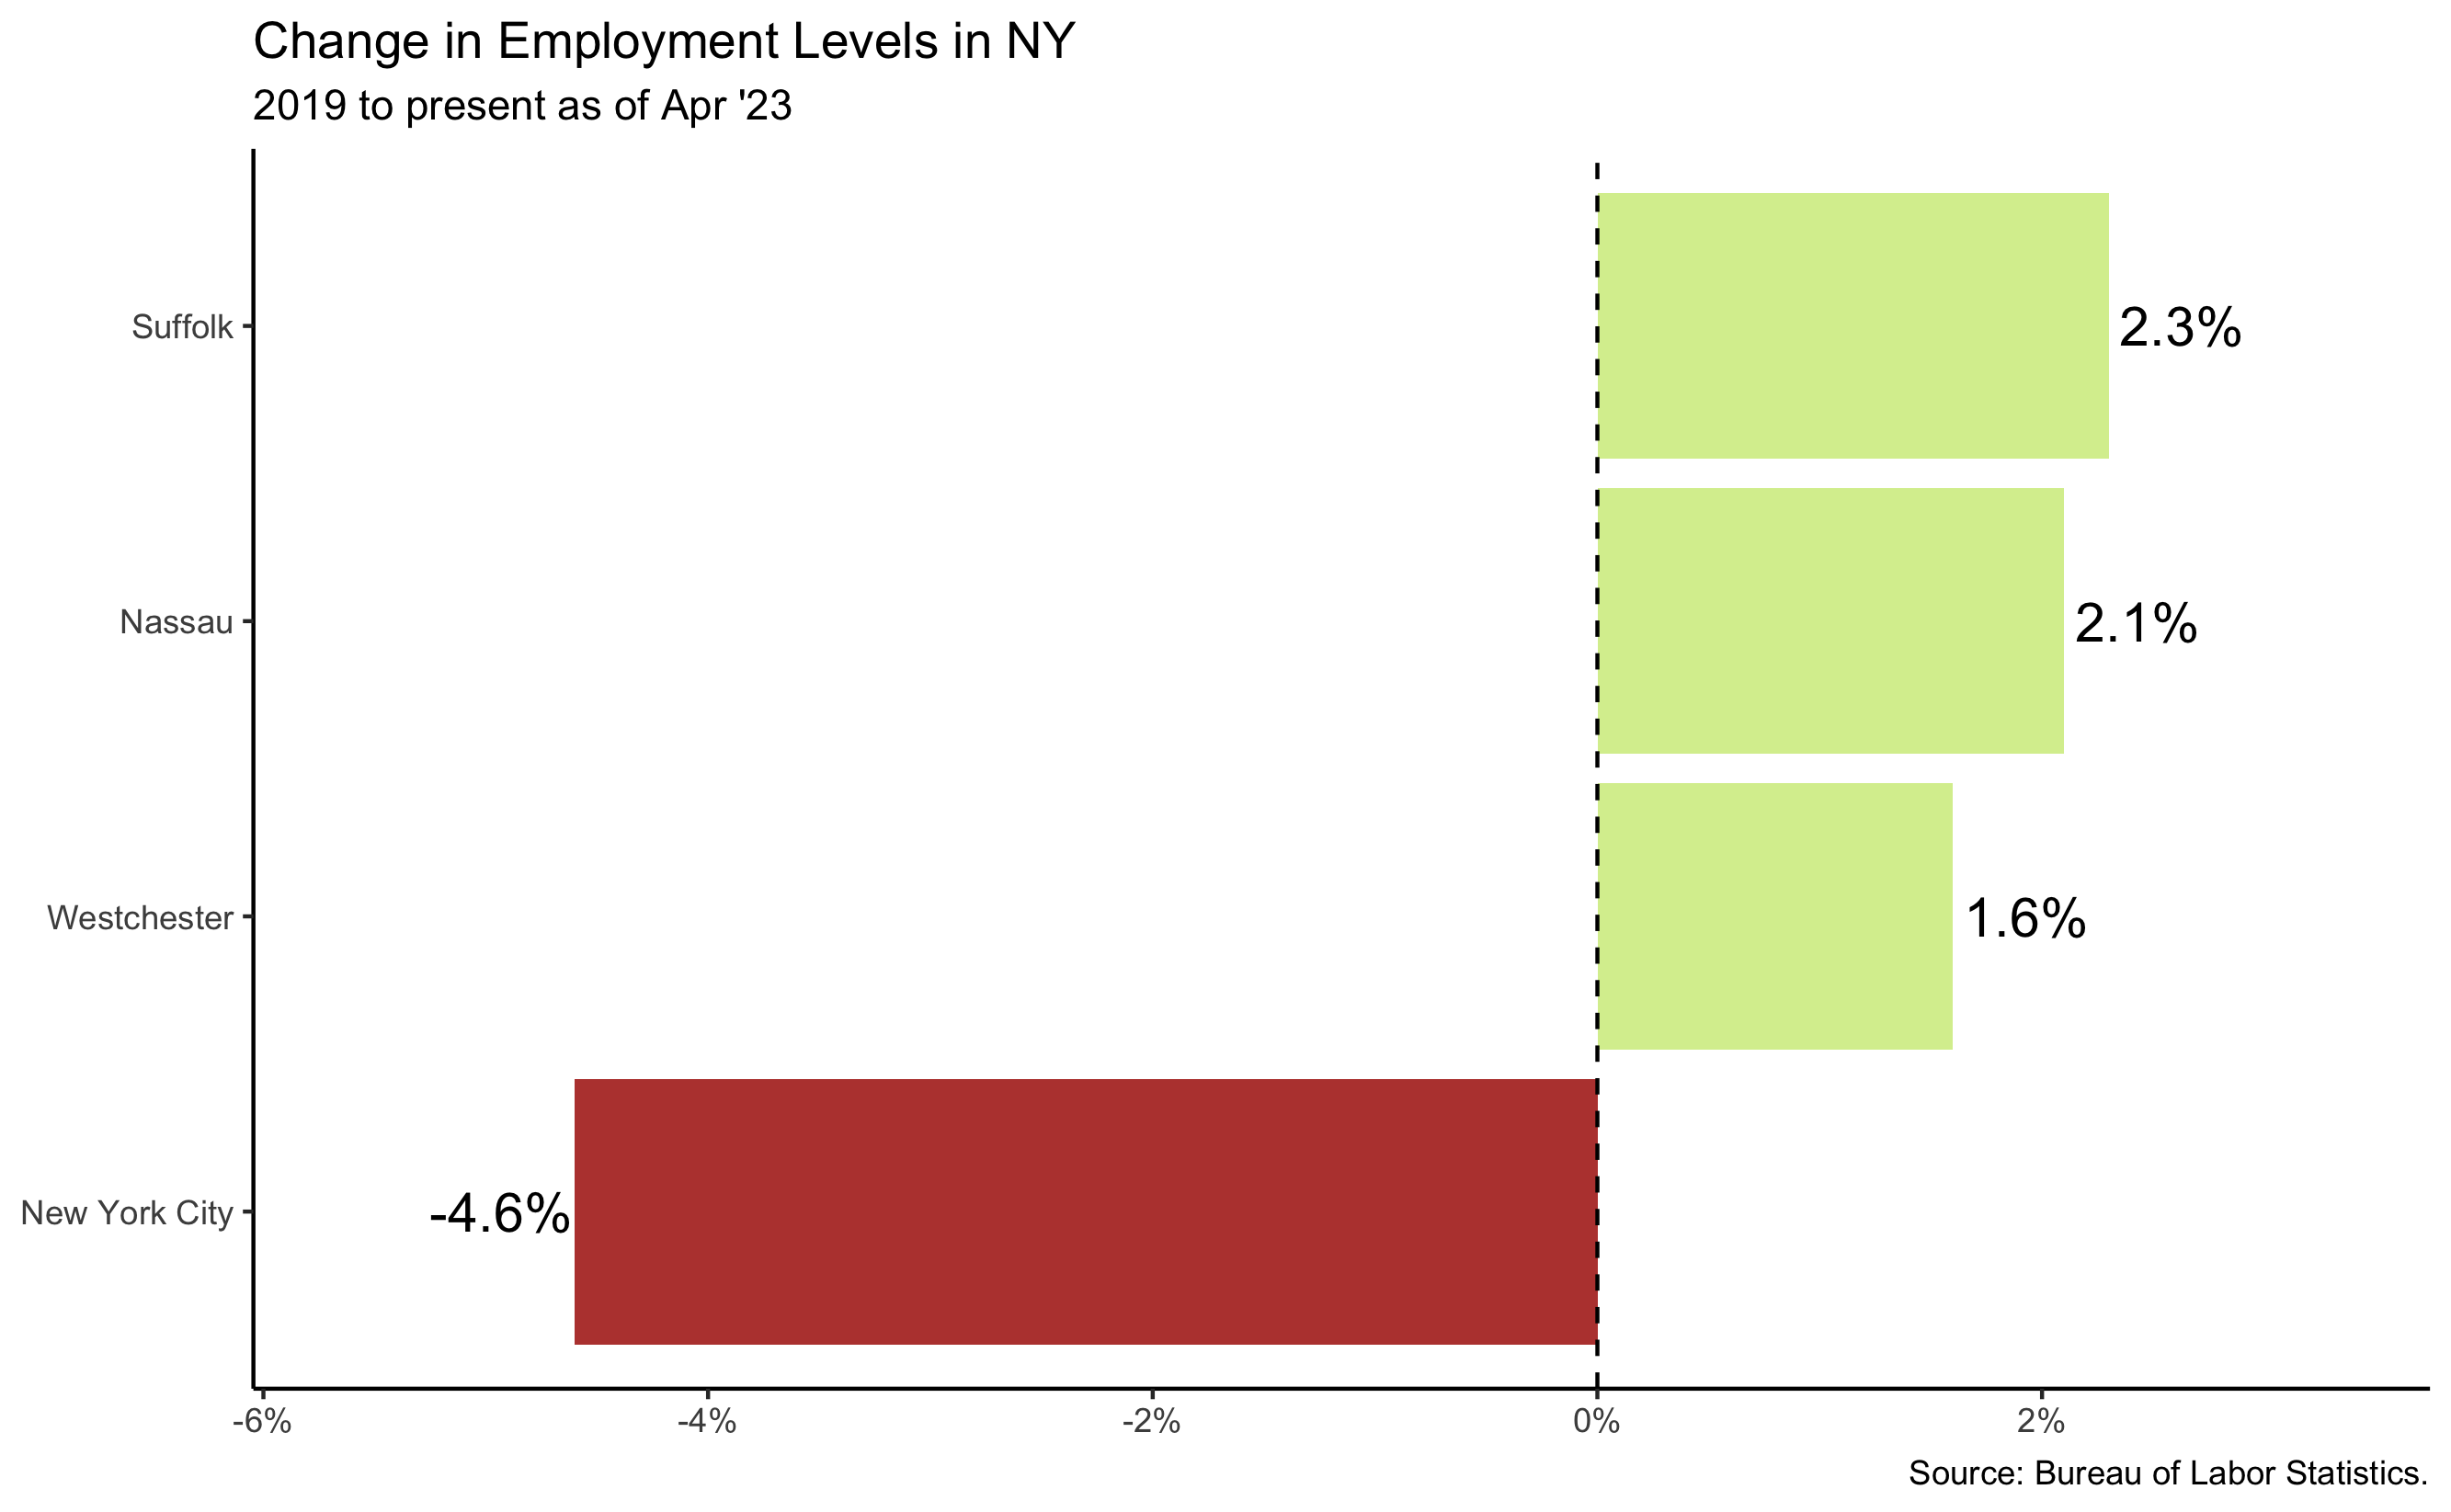 Change in Employment Levels in NY
2019 to present as of Apr '23
Suffolk
2.3%
Nassau
2.1%
Westchester
1.6%
New York City
-4.6%
-6%
-4%
-2%
0%
2%
Source: Bureau of Labor Statistics.